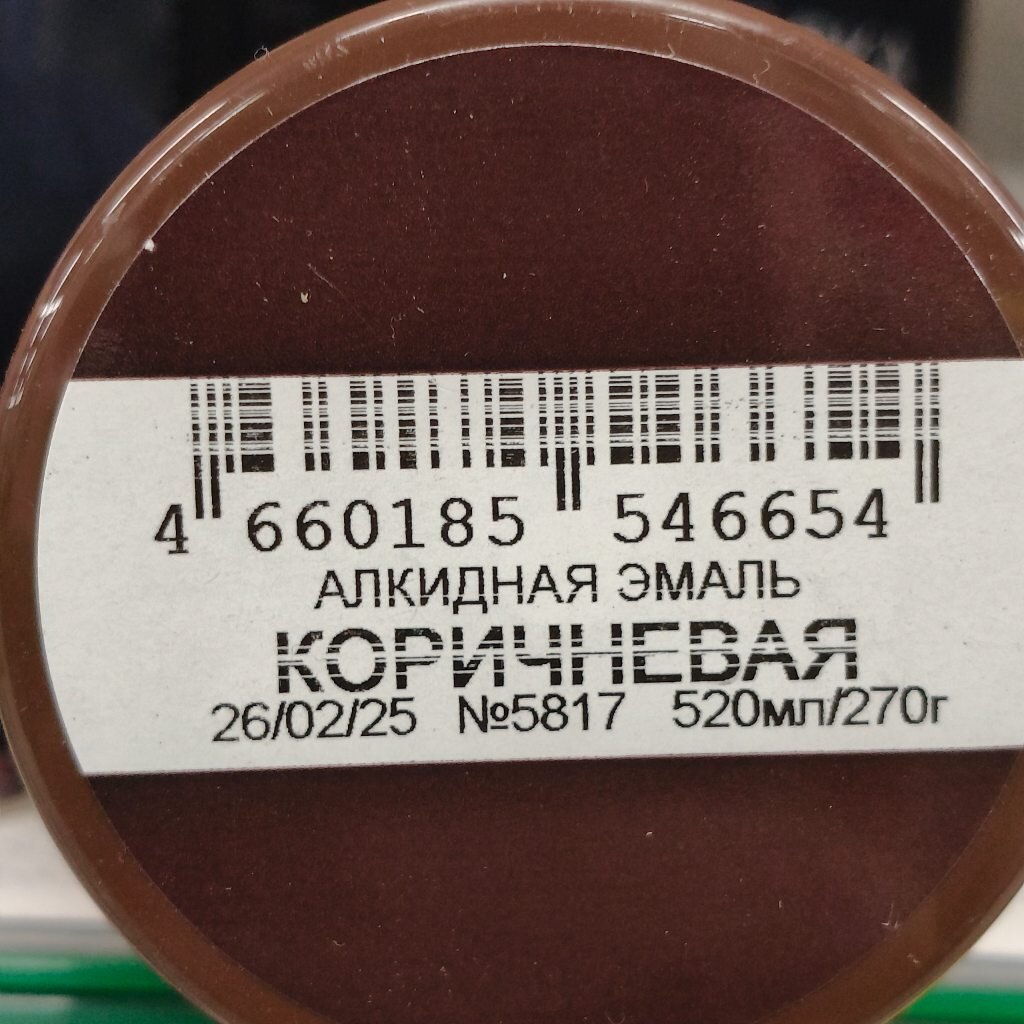 4 660185 546654
АЛКИДНАЯ ЭМАЛЬ
КОРИЧНЕВАЯ
26/02/25 №5817 520мл/270г